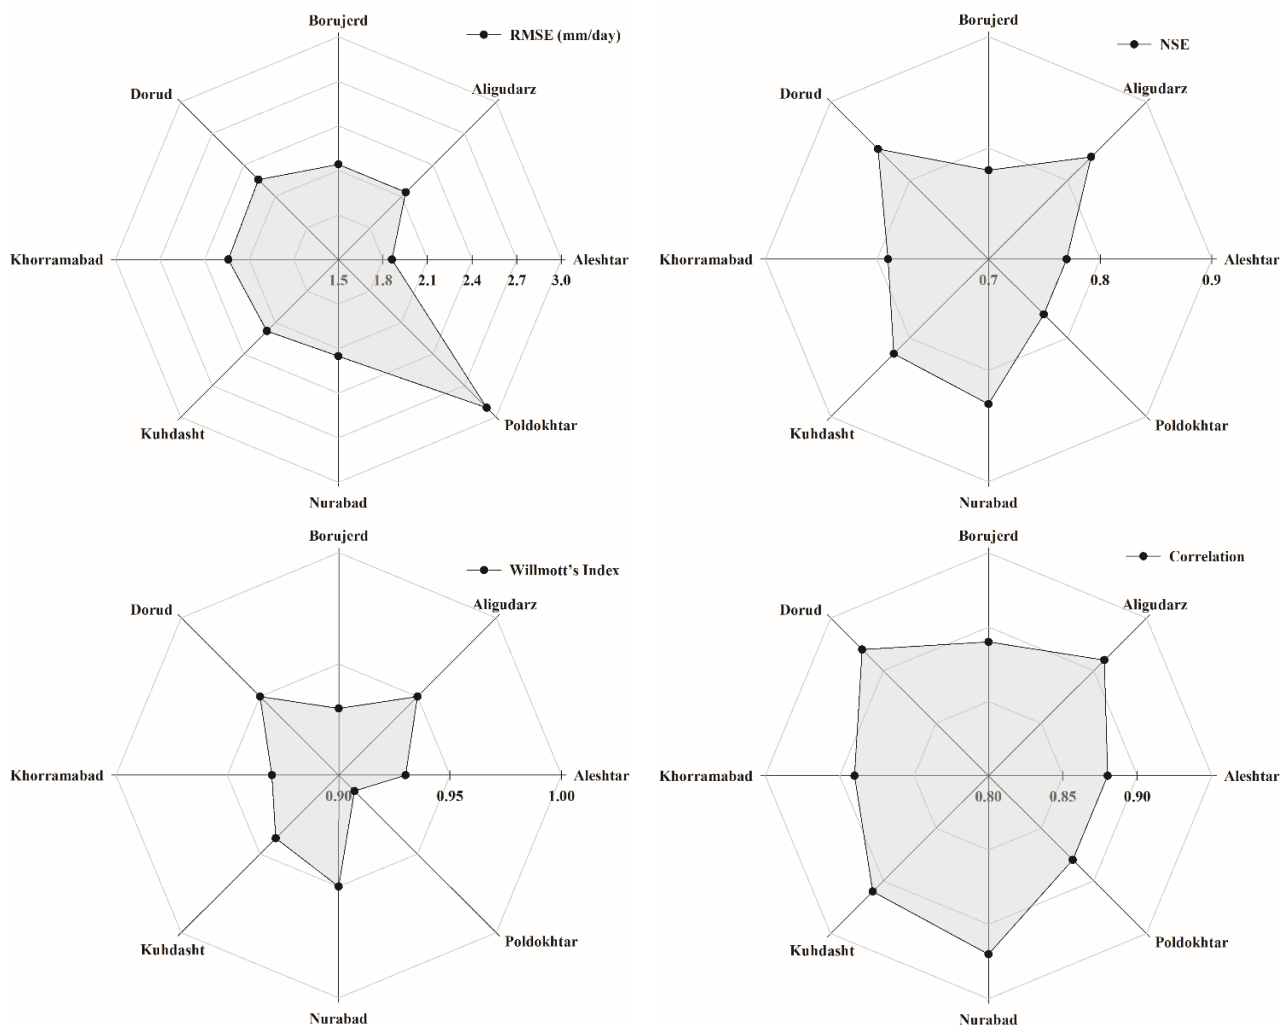 Borujerd
RMSE (mm/day)
Aligudarz
Dorud
Khorramabad
1.5 1.8 2.1 2.4 2.7 3.0
Aleshtar
Kuhdasht
Poldokhtar
Nurabad
Borujerd
NSE
Aligudarz
Dorud
Khorramabad
0.7 0.8 0.9
Aleshtar
Kuhdasht
Poldokhtar
Nurabad
Borujerd
Willmott's Index
Aligudarz
Dorud
Khorramabad
0.90 0.95 1.00
Aleshtar
Kuhdasht
Poldokhtar
Nurabad
Borujerd
Correlation
Aligudarz
Dorud
Khorramabad
0.80 0.85 0.90
Aleshtar
Kuhdasht
Poldokhtar
Nurabad